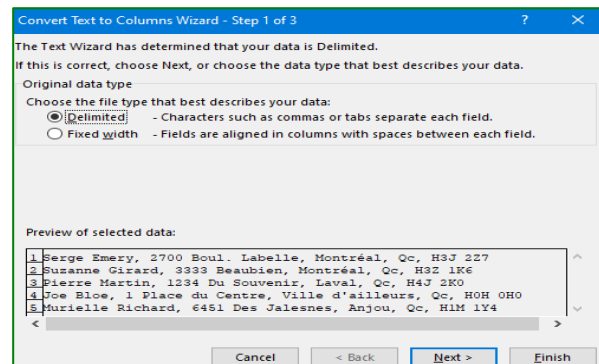 Convert Text to Columns Wizard - Step 1 of 3 ? ×
The Text Wizard has determined that your data is Delimited.
If this is correct, choose Next, or choose the data type that best describes your data.
Original data type
Choose the file type that best describes your data:
Delimited - Characters such as commas or tabs separate each field.
Fixed width - Fields are aligned in columns with spaces between each field.
Preview of selected data:
1 Serge Emery, 2700 Boul. Labelle, Montréal, Qc, H3J 2Z7
2 Suzanne Girard, 3333 Beaubien, Montréal, Qc, H3Z 1K6
3 Pierre Martin, 1234 Du Souvenir, Laval, Qc, H4J 2K0
4 Joe Bloe, 1 Place du Centre, Ville d'ailleurs, Qc, H0H 0H0
5 Murielle Richard, 6451 Des Jalesnes, Anjou, Qc, H1M 1Y4
Cancel < Back Next > Finish